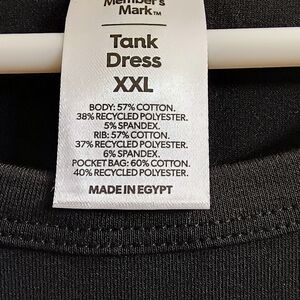 Member's
Mark™
Tank
Dress
XXL
BODY: 57% COTTON.
38% RECYCLED POLYESTER.
5% SPANDEX.
RIB: 57% COTTON.
37% RECYCLED POLYESTER.
6% SPANDEX.
POCKET BAG: 60% COTTON.
40% RECYCLED POLYESTER.
MADE IN EGYPT